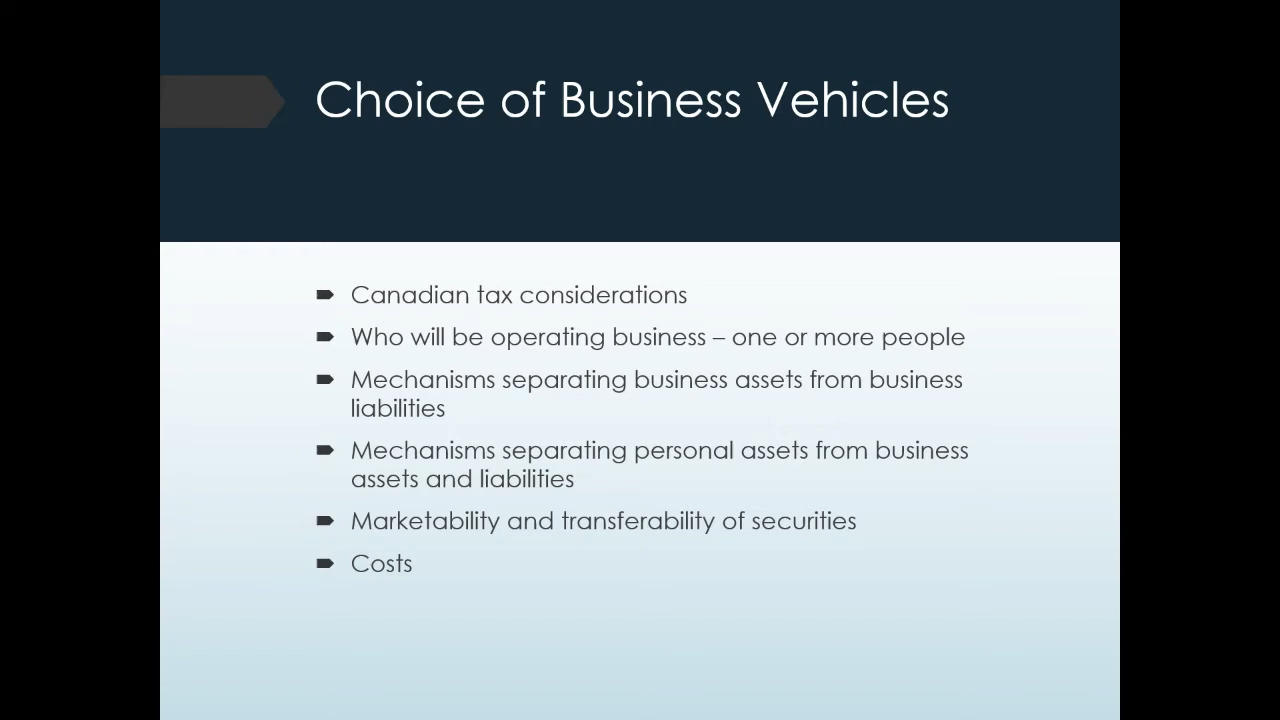 Choice of Business Vehicles
Canadian tax considerations
Who will be operating business – one or more people
Mechanisms separating business assets from business
liabilities
Mechanisms separating personal assets from business
assets and liabilities
Marketability and transferability of securities
Costs